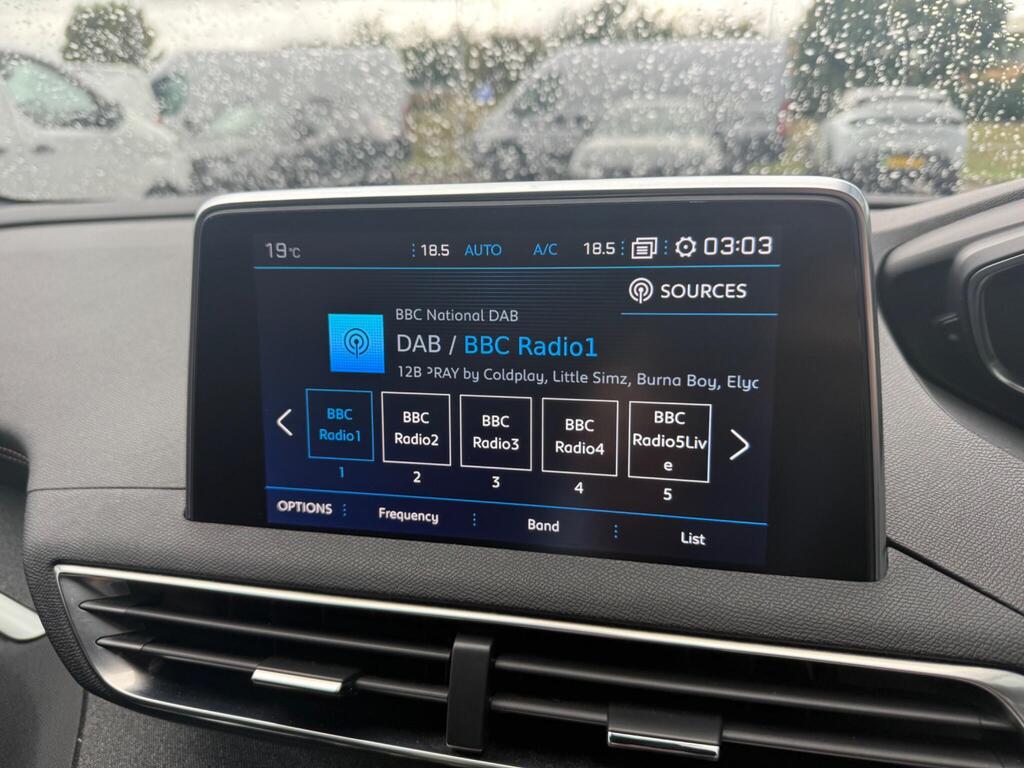 19°C 18.5 AUTO A/C 18.5 03:03
SOURCES
BBC National DAB
DAB / BBC Radio1
12B PRAY by Coldplay, Little Simz, Burna Boy, Elyc
BBC
Radio1
1
BBC
Radio2
2
BBC
Radio3
3
BBC
Radio4
4
BBC
Radio5Liv
e
5
OPTIONS Frequency Band List